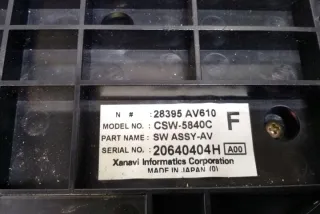 N #: 28395 AV610
MODEL NO.: CSW-5840C
F
PART NAME: SW ASSY-AV
SERIAL NO.: 20640404H A00
Xanavi Informatics Corporation
MADE IN JAPAN (0)